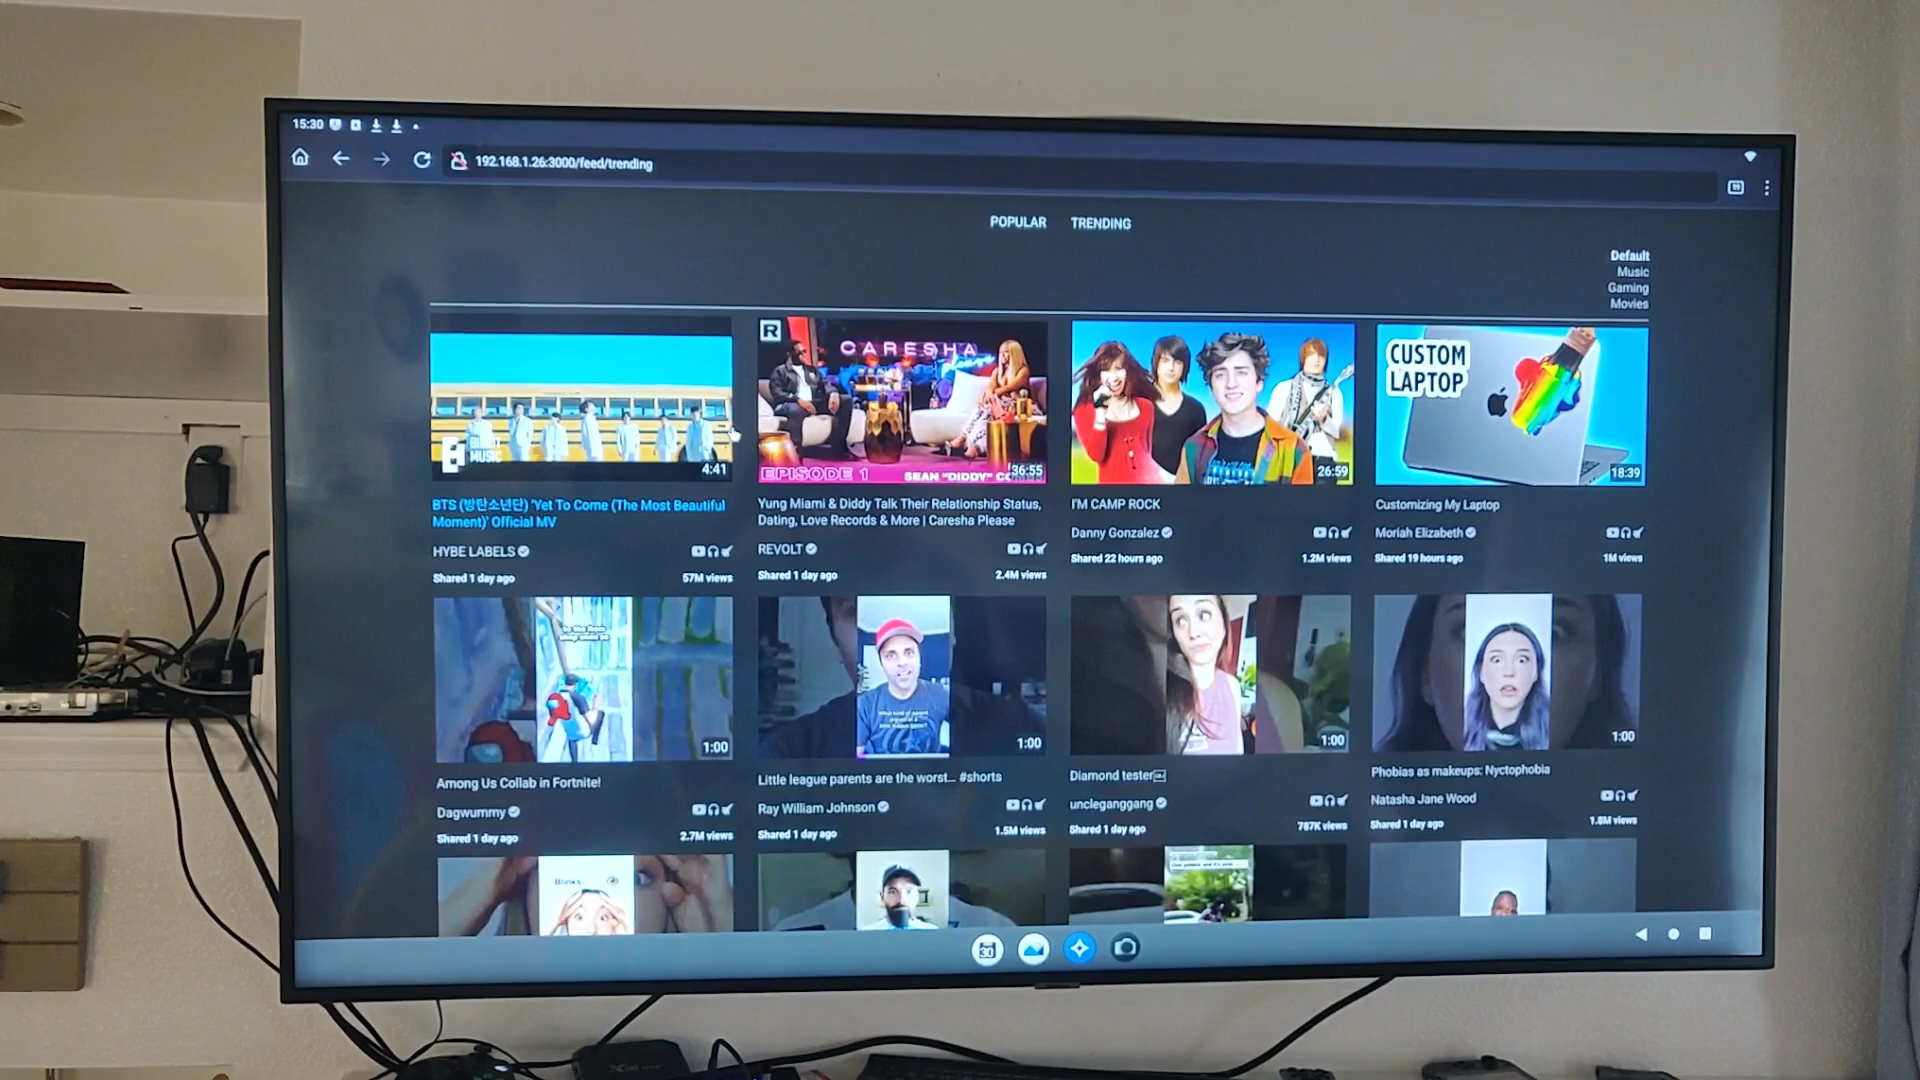 15:30
192.168.1.26:3000/feed/trending
19
POPULAR TRENDING
Default
Music
Gaming
Movies
BIGHIT
MUSIC
4:41
R
CARESHA
please
EPISODE 1
SEAN "DIDDY"
36:55
26:59
CUSTOM
LAPTOP
18:39
BTS (방탄소년단) 'Yet To Come (The Most Beautiful
Moment)' Official MV
HYBE LABELS
Shared 1 day ago 57M views
Yung Miami & Diddy Talk Their Relationship Status,
Dating, Love Records & More | Caresha Please
REVOLT
Shared 1 day ago 2.4M views
I'M CAMP ROCK
Danny Gonzalez
Shared 22 hours ago 1.2M views
Customizing My Laptop
Moriah Elizabeth
Shared 19 hours ago 1M views
1:00
1:00
1:00
1:00
Among Us Collab in Fortnite!
Dagwummy
Shared 1 day ago 2.7M views
Little league parents are the worst... #shorts
Ray William Johnson
Shared 1 day ago 1.5M views
Diamond tester
uncleganggang
Shared 1 day ago 787K views
Phobias as makeups: Nyctophobia
Natasha Jane Wood
Shared 1 day ago 1.8M views
Blinks
30